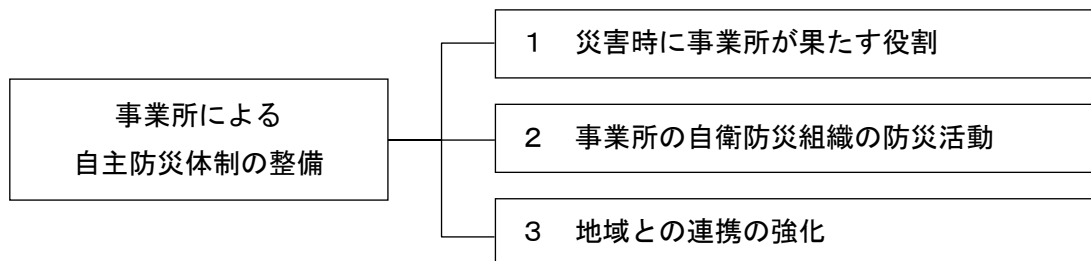 事業所による
自主防災体制の整備
１　災害時に事業所が果たす役割
２　事業所の自衛防災組織の防災活動
３　地域との連携の強化